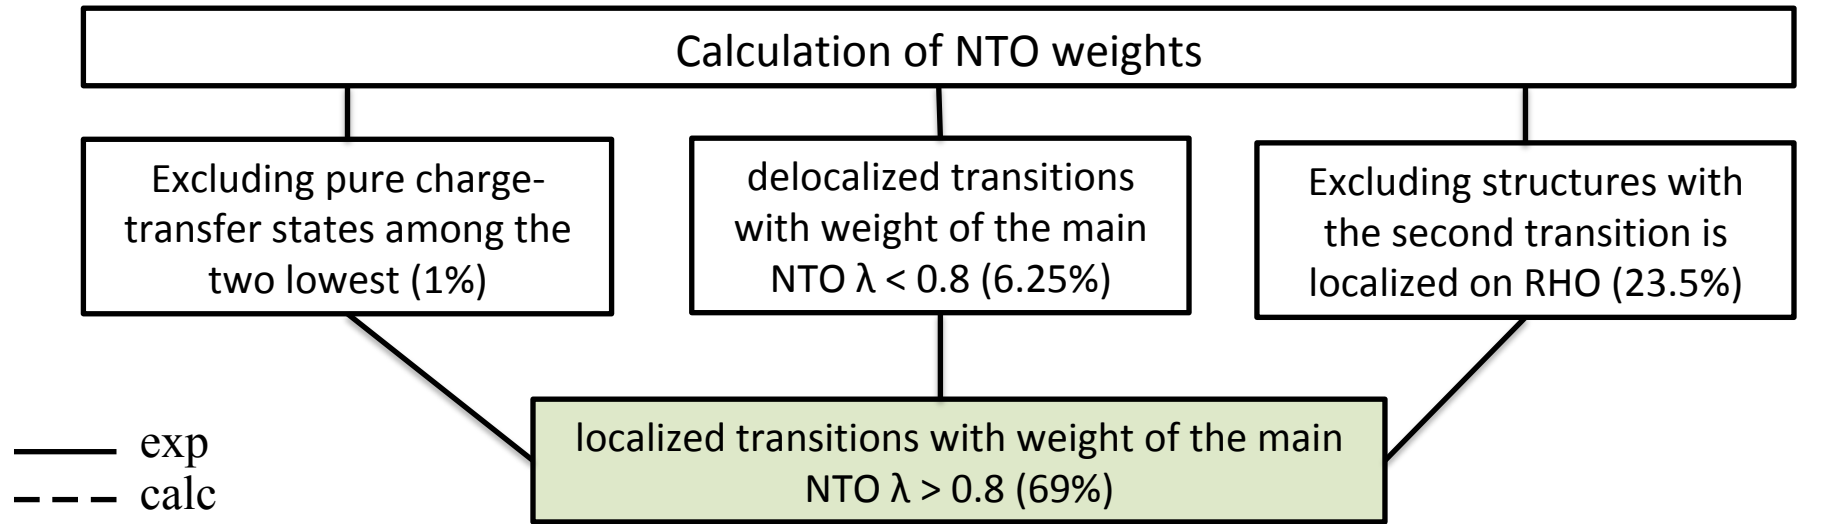 Calculation of NTO weights
Excluding pure charge-
transfer states among the
two lowest (1%)
delocalized transitions
with weight of the main
NTO λ < 0.8 (6.25%)
Excluding structures with
the second transition is
localized on RHO (23.5%)
localized transitions with weight of the main
NTO λ > 0.8 (69%)
exp
calc